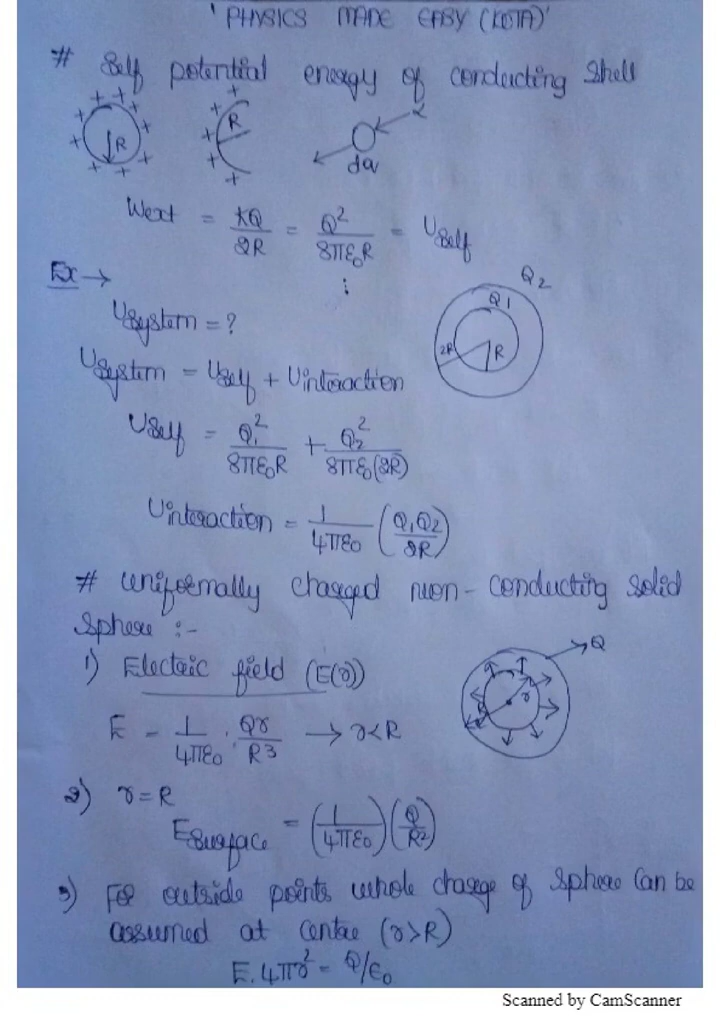 'PHYSICS MADE EASY (KOTA)'
# Self potential energy of conducting shell
R R dq
Wext = KQ/2R = Q²/8πε₀R = Uself
Ex → Q2
Usystem = ? Q1
Usystem = Uself + Uinteraction 2R R
Uself = Q₁²/8πε₀R + Q₂²/8πε₀(2R)
Uinteraction = 1/4πε₀ (Q₁Q₂/2R)
# Uniformally charged non-conducting solid
Sphere :-
1) Electric field (E(r)) Q
E = 1/4πε₀ . Qr/R3 → r<R r
2) r=R
Esurface = (1/4πε₀)(Q/R²)
3) For outside points whole charge of sphere can be
assumed at centre (r>R)
E.4πr² = Q/ε₀
Scanned by CamScanner